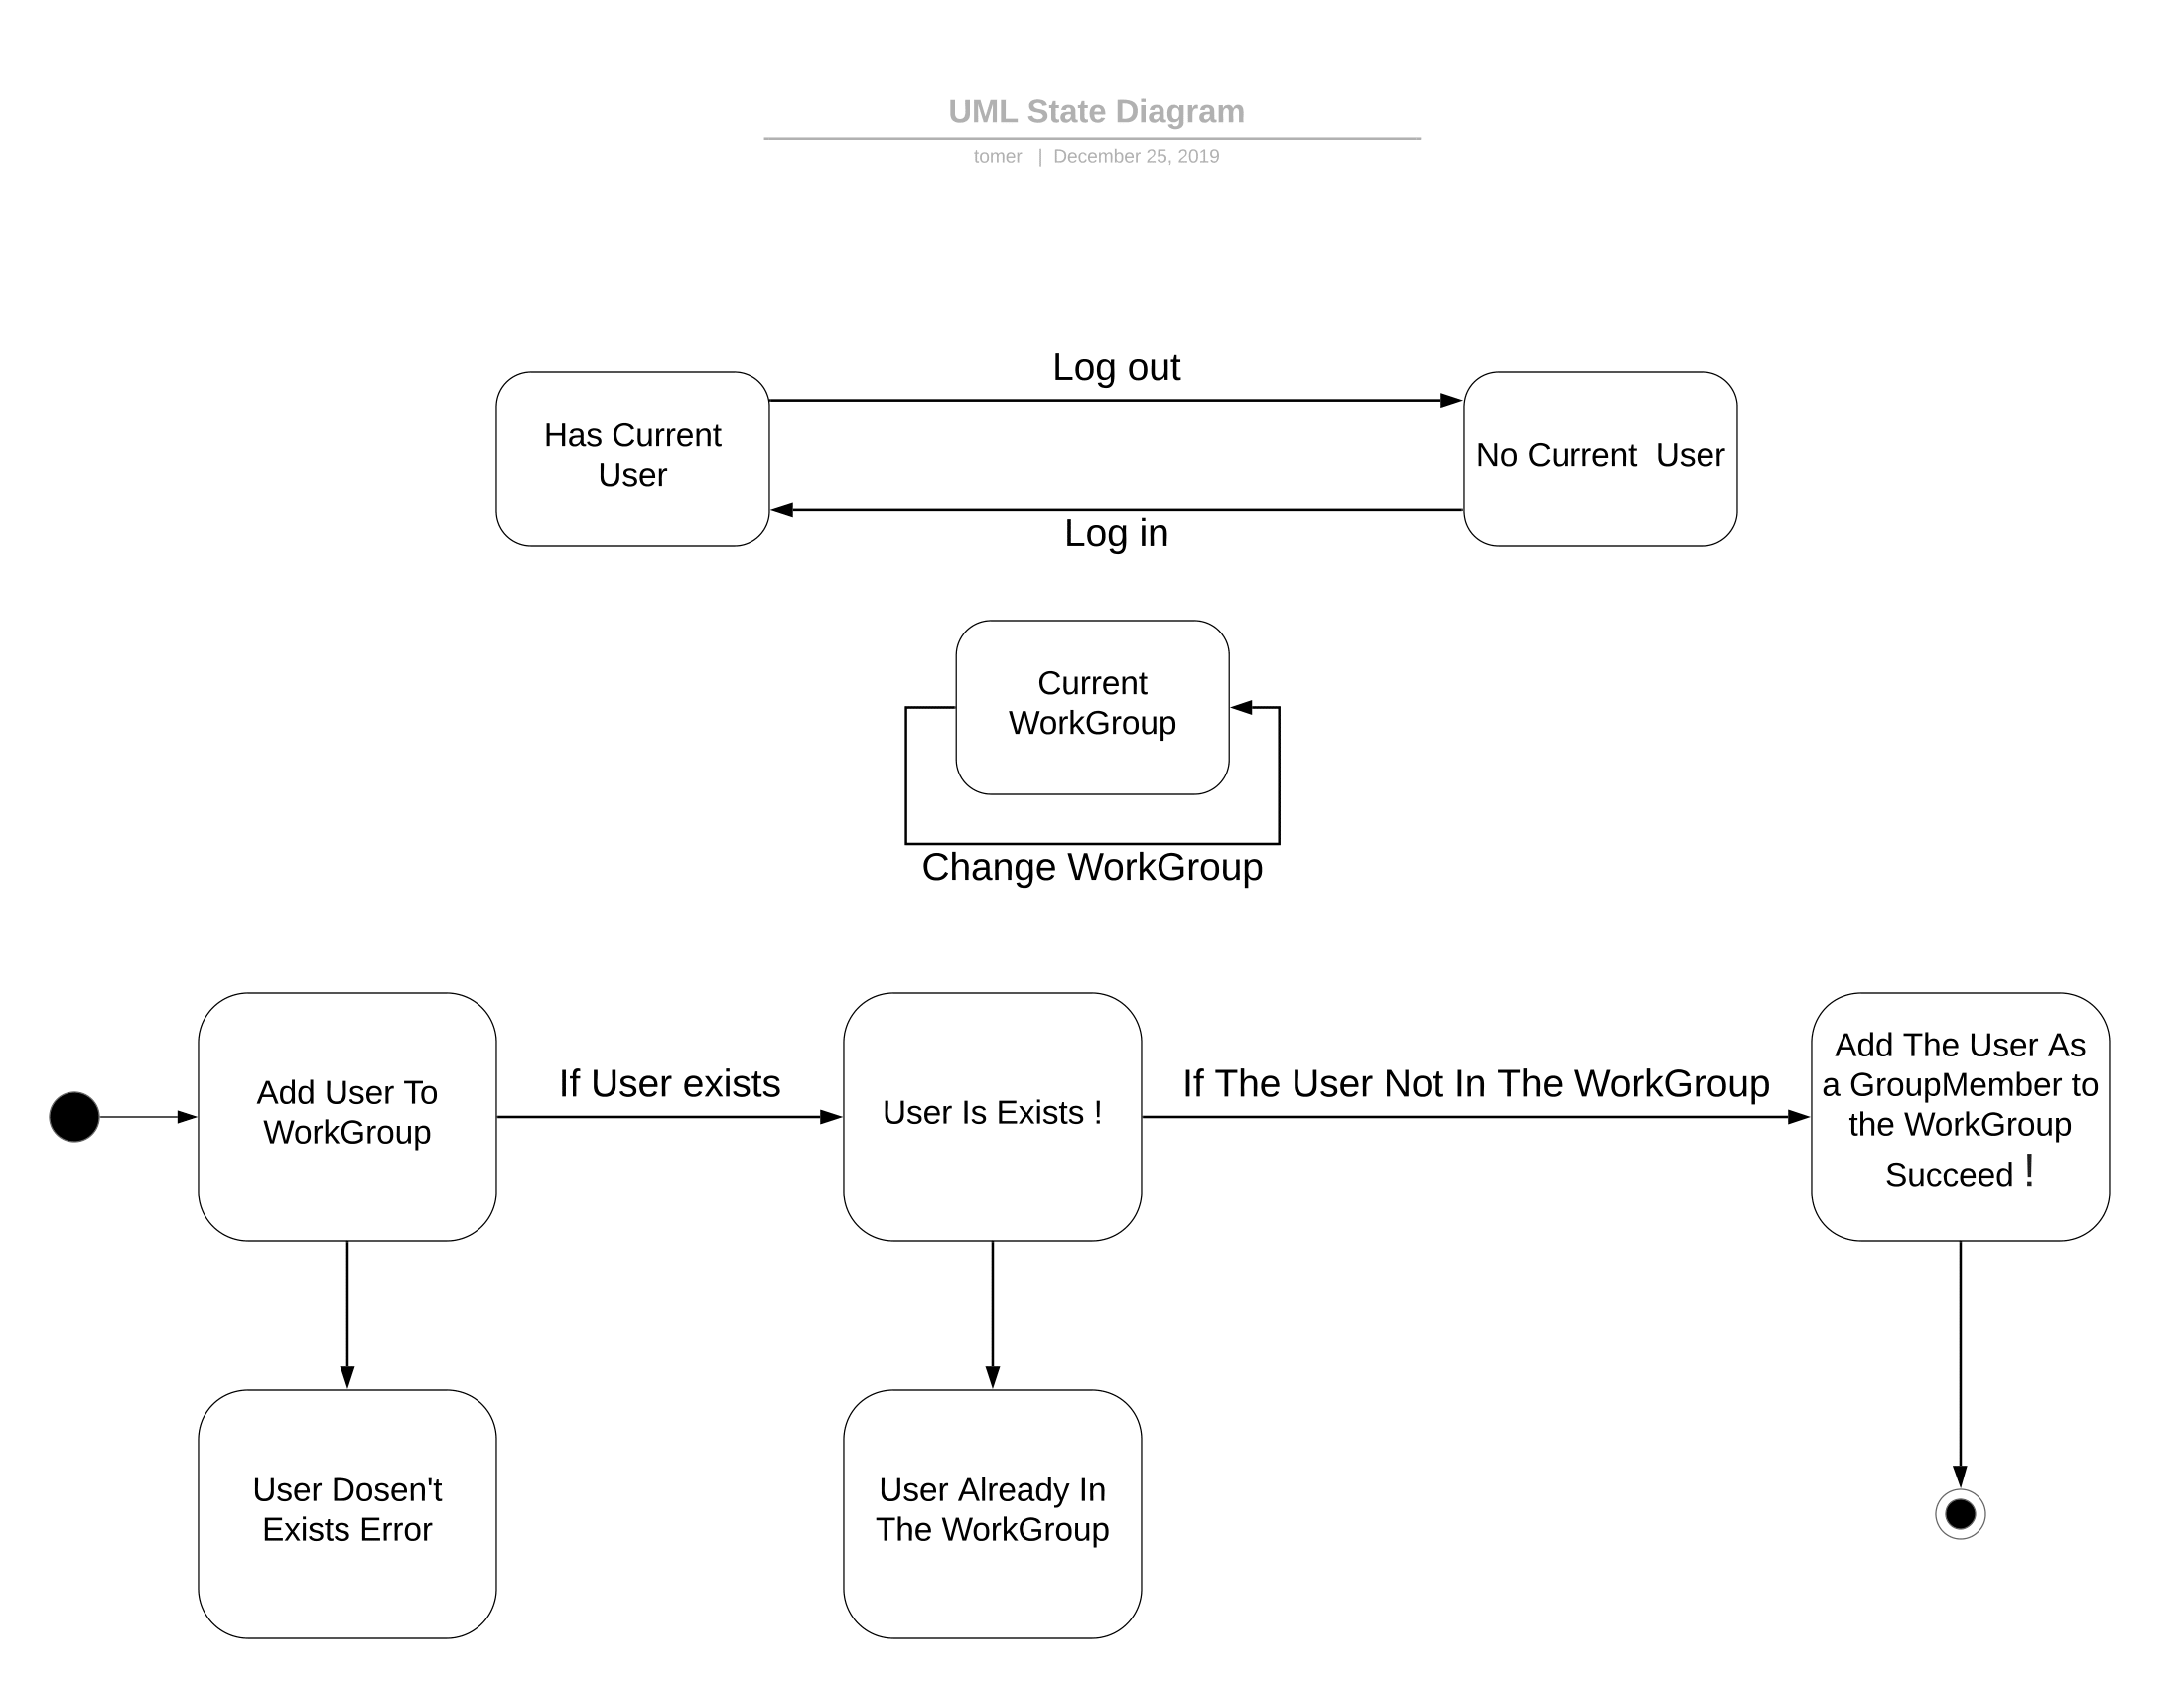 UML State Diagram
tomer | December 25, 2019
Log out
Has Current
User
No Current User
Log in
Current
WorkGroup
Change WorkGroup
Add User To
WorkGroup
If User exists
User Is Exists !
If The User Not In The WorkGroup
Add The User As
a GroupMember to
the WorkGroup
Succeed !
User Dosen't
Exists Error
User Already In
The WorkGroup